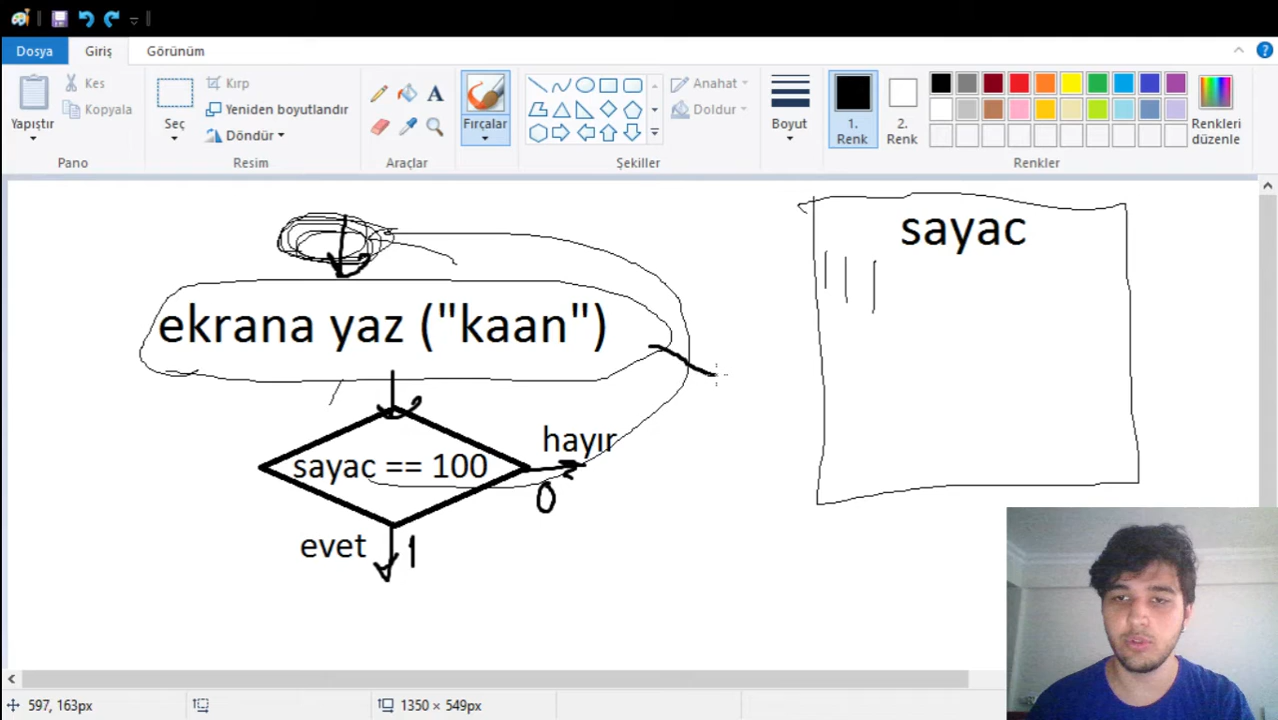 Dosya Giriş Görünüm
Yapıştır
Kes
Kopyala
Pano
Seç
Kırp
Yeniden boyutlandır
Döndür
Resim
A
Araçlar
Fırçalar
Anahat
Doldur
Şekiller
Boyut
1.
Renk
2.
Renk
Renkleri
düzenle
Renkler
sayac
ekrana yaz ("kaan")
sayac == 100
hayır
0
evet
1
597, 163px
1350 × 549px